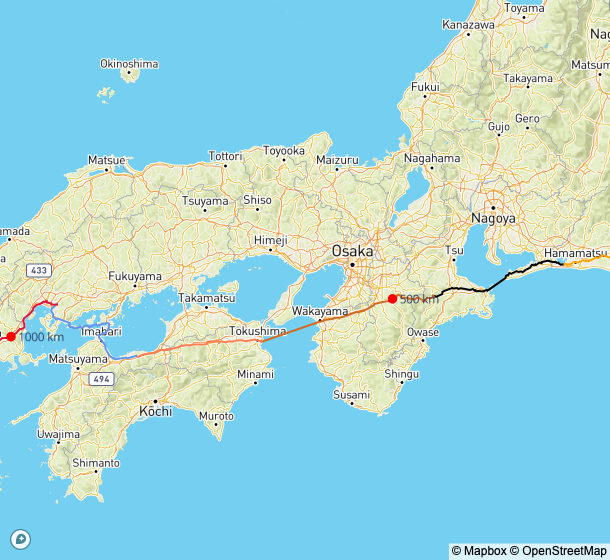 Toyama
Kanazawa
Nag
Okinoshima
Takayama
Matsum
Fukui
Gero
Gujo
Toyooka
Maizuru
Nagahama
Matsue
Tottori
Tsuyama
Shiso
Nagoya
amada
Himeji
Osaka
Tsu
Hamamatsu
433
Fukuyama
Takamatsu
500 km
Wakayama
Imabari
Tokushima
Owase
1000 km
Matsuyama
494
Minami
Shingu
Kōchi
Muroto
Susami
Uwajima
Shimanto
© Mapbox © OpenStreetMap